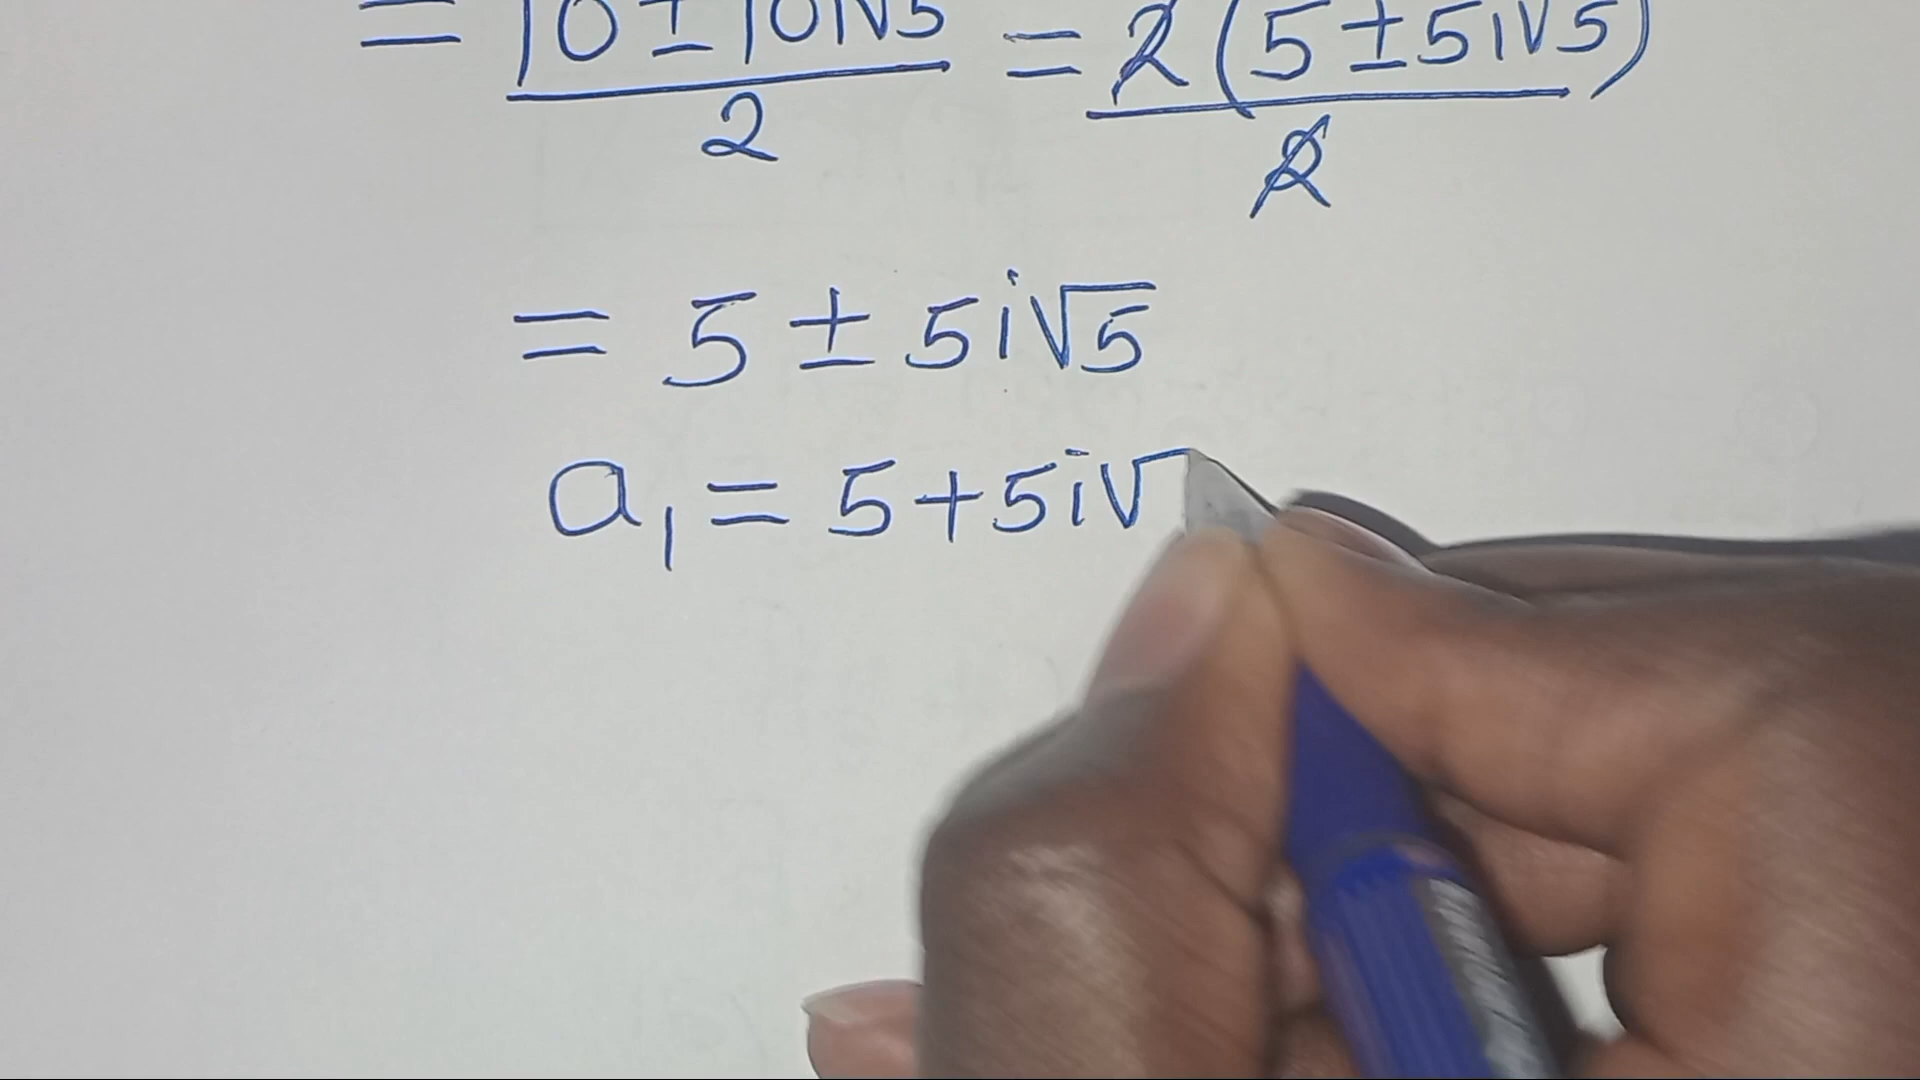 = 10 ± 10i√5 / 2 = 2(5 ± 5i√5) / 2
= 5 ± 5i√5
a₁ = 5 + 5i√